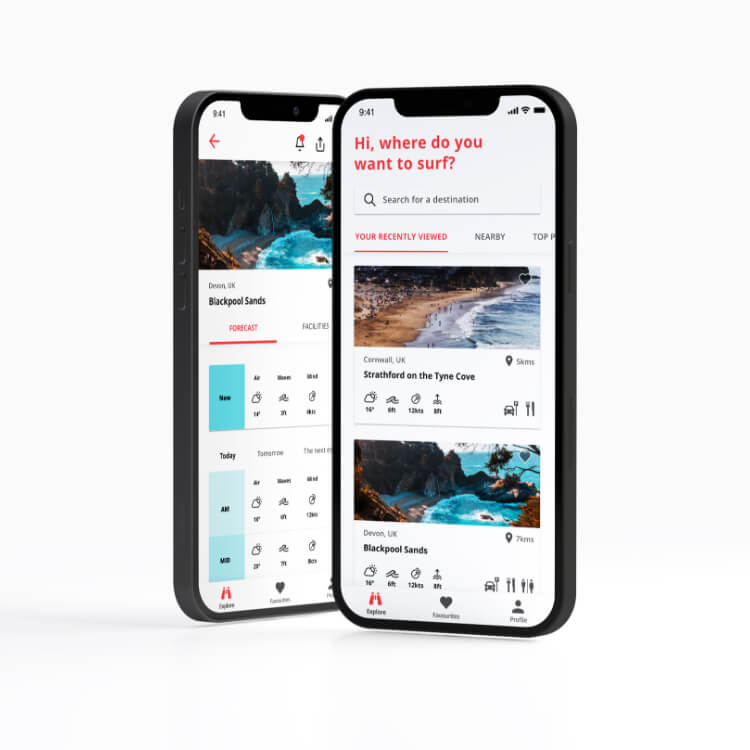 9:41
Devon, UK
Blackpool Sands
FORECAST
FACILITIES
Now
Air
Waves
Wind
14°
3ft
4kts
Today
Tomorrow
The next
Air
Waves
Wind
AM
16°
6ft
12kts
MID
20°
7ft
8kts
Explore
Favourites
9:41
Hi, where do you
want to surf?
Search for a destination
YOUR RECENTLY VIEWED
NEARBY
TOP P
Cornwall, UK
5kms
Strathford on the Tyne Cove
16°
6ft
12kts
8ft
Devon, UK
7kms
Blackpool Sands
16°
6ft
12kts
8ft
Explore
Favourites
Profile